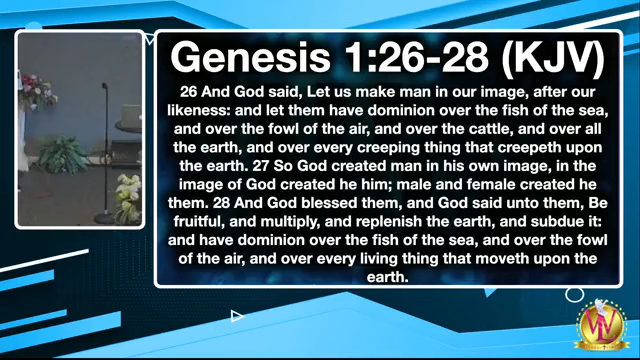 Genesis 1:26-28 (KJV)
26 And God said, Let us make man in our image, after our
likeness: and let them have dominion over the fish of the sea,
and over the fowl of the air, and over the cattle, and over all
the earth, and over every creeping thing that creepeth upon
the earth. 27 So God created man in his own image, in the
image of God created he him; male and female created he
them. 28 And God blessed them, and God said unto them, Be
fruitful, and multiply, and replenish the earth, and subdue it:
and have dominion over the fish of the sea, and over the fowl
of the air, and over every living thing that moveth upon the
earth.